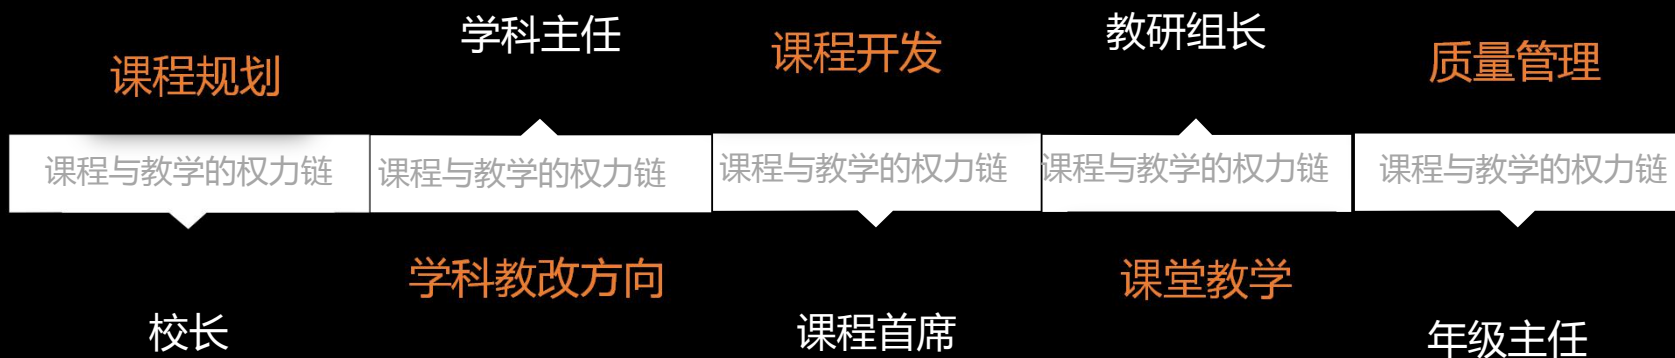 学科主任
教研组长
课程规划
课程开发
质量管理
课程与教学的权力链
课程与教学的权力链
课程与教学的权力链
课程与教学的权力链
课程与教学的权力链
学科教改方向
课堂教学
校长
课程首席
年级主任